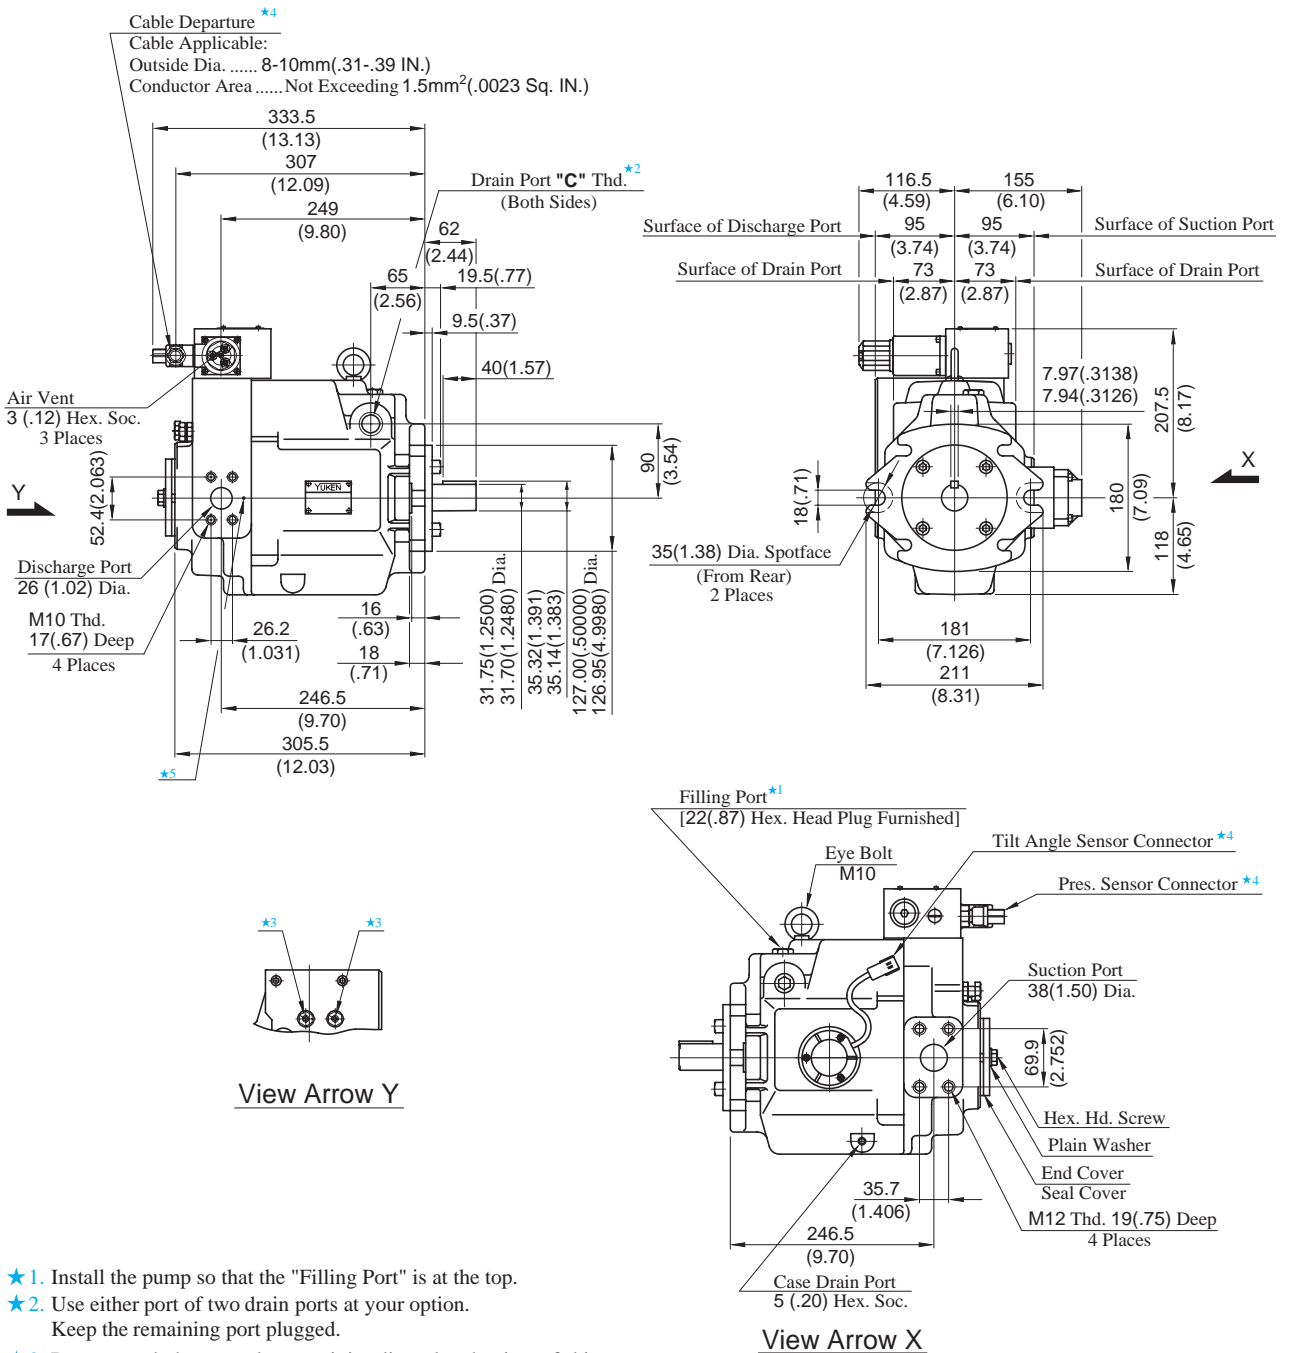 Cable Departure ★4
Cable Applicable:
Outside Dia. ...... 8-10mm(.31-.39 IN.)
Conductor Area ...... Not Exceeding 1.5mm2(.0023 Sq. IN.)
333.5
(13.13)
307
(12.09)
249
(9.80)
Drain Port "C" Thd. ★2
(Both Sides)
62
(2.44)
65
(2.56)
19.5(.77)
9.5(.37)
40(1.57)
Air Vent
3 (.12) Hex. Soc.
3 Places
52.4(2.063)
Y
YUKEN
90
(3.54)
Discharge Port
26 (1.02) Dia.
M10 Thd.
17(.67) Deep
4 Places
26.2
(1.031)
16
(.63)
18
(.71)
246.5
(9.70)
305.5
(12.03)
★5
31.75(1.2500)
31.70(1.2480) Dia.
35.32(1.391)
35.14(1.383)
127.00(.50000)
126.95(4.9980) Dia.
116.5
(4.59)
155
(6.10)
Surface of Discharge Port
95
(3.74)
95
(3.74)
Surface of Suction Port
Surface of Drain Port
73
(2.87)
73
(2.87)
Surface of Drain Port
7.97(.3138)
7.94(.3126)
207.5
(8.17)
X
18(.71)
180
(7.09)
118
(4.65)
35(1.38) Dia. Spotface
(From Rear)
2 Places
181
(7.126)
211
(8.31)
Filling Port★1
[22(.87) Hex. Head Plug Furnished]
Eye Bolt
M10
Tilt Angle Sensor Connector ★4
Pres. Sensor Connector ★4
Suction Port
38(1.50) Dia.
69.9
(2.752)
Hex. Hd. Screw
Plain Washer
End Cover
Seal Cover
M12 Thd. 19(.75) Deep
4 Places
35.7
(1.406)
246.5
(9.70)
Case Drain Port
5 (.20) Hex. Soc.
View Arrow X
★3
★3
View Arrow Y
★1. Install the pump so that the "Filling Port" is at the top.
★2. Use either port of two drain ports at your option.
Keep the remaining port plugged.